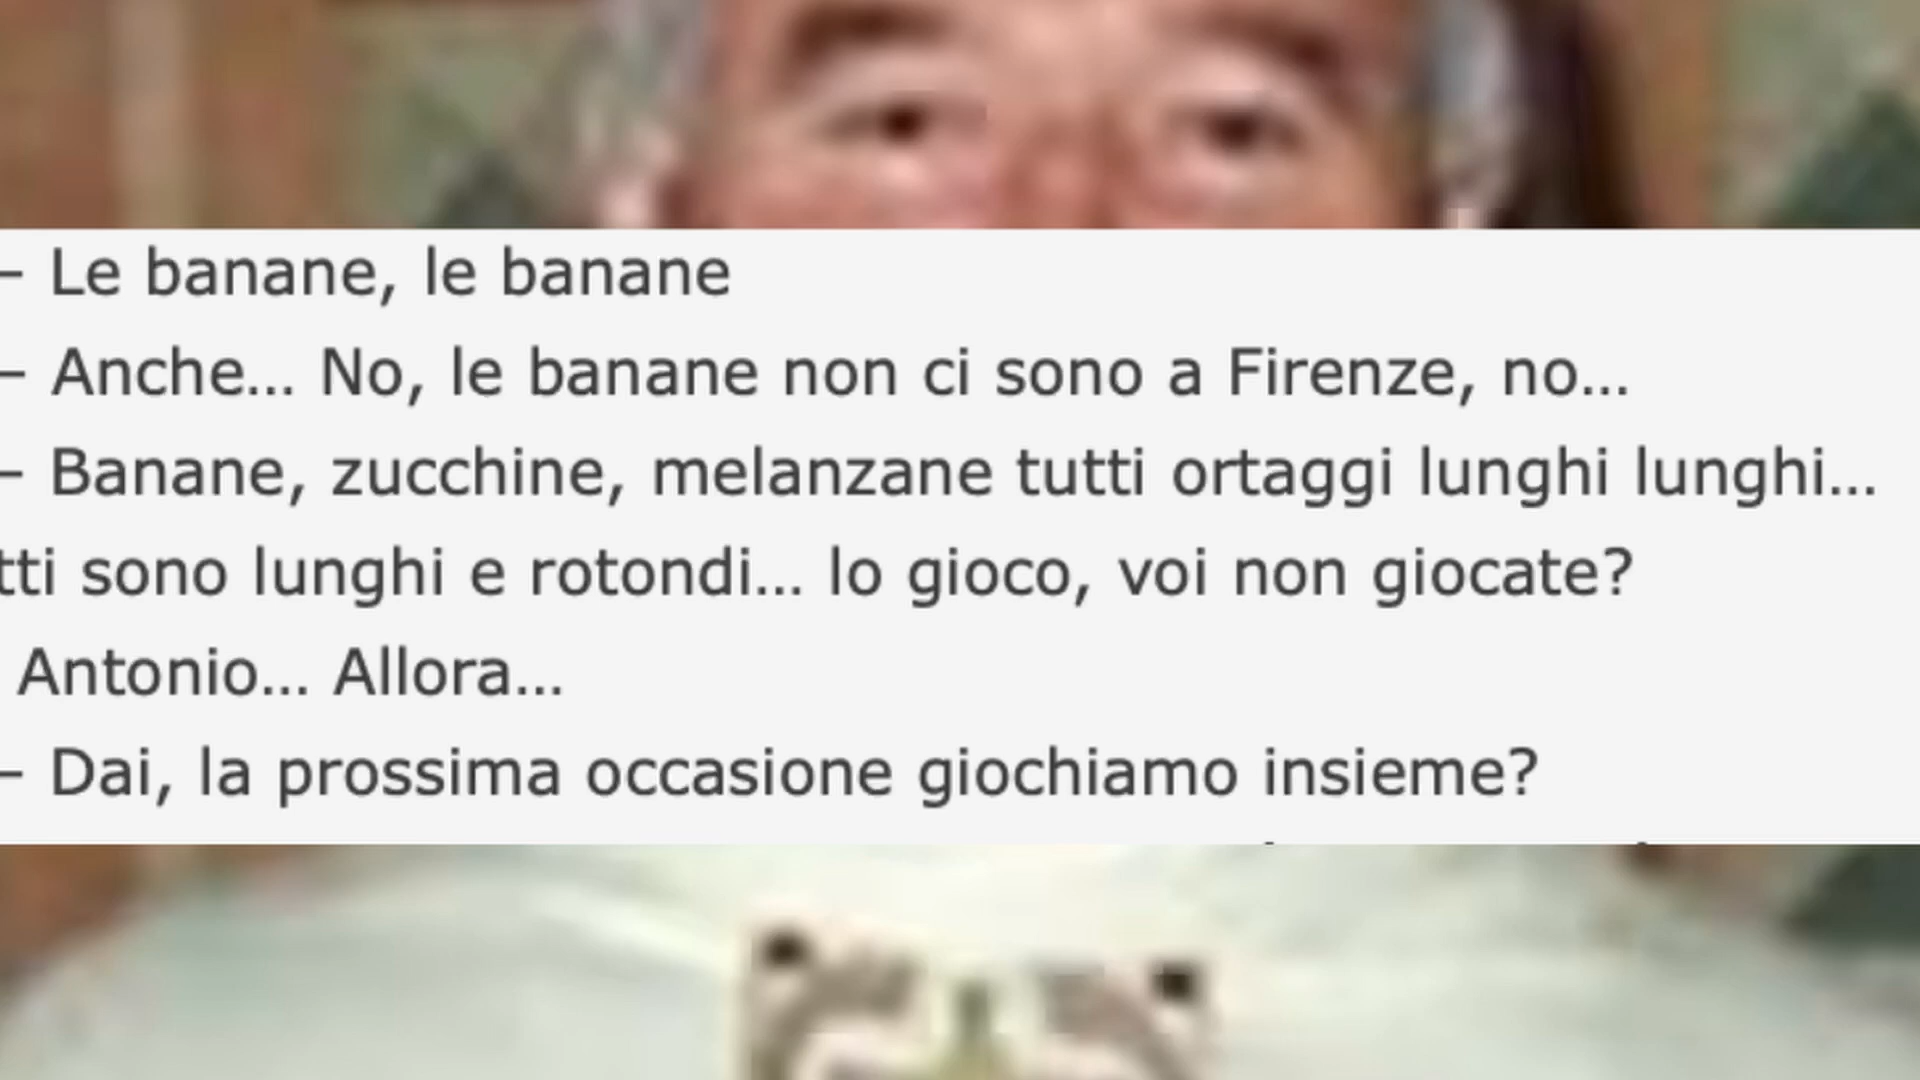 – Le banane, le banane
– Anche... No, le banane non ci sono a Firenze, no...
– Banane, zucchine, melanzane tutti ortaggi lunghi lunghi...
tti sono lunghi e rotondi... lo gioco, voi non giocate?
Antonio... Allora...
– Dai, la prossima occasione giochiamo insieme?